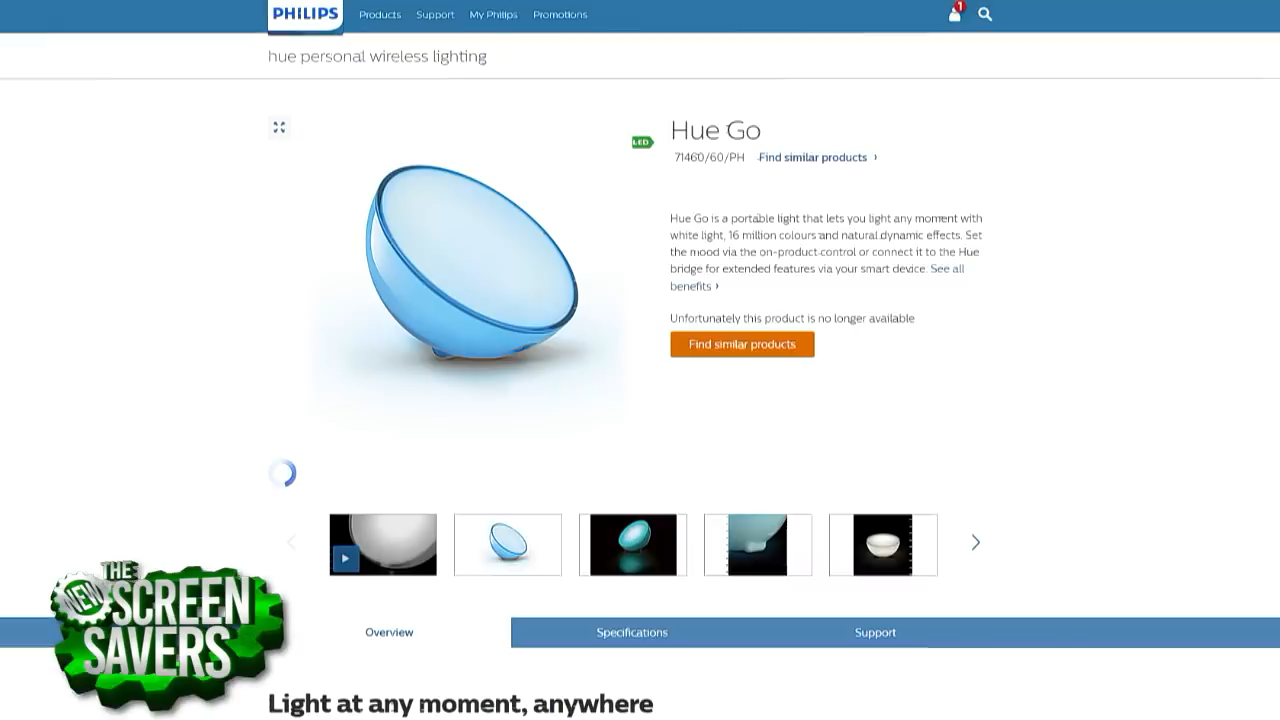 PHILIPS Products Support My Philips Promotions 1
hue personal wireless lighting
LED
Hue Go
71460/60/PH Find similar products ›
Hue Go is a portable light that lets you light any moment with
white light, 16 million colours and natural dynamic effects. Set
the mood via the on-product control or connect it to the Hue
bridge for extended features via your smart device. See all
benefits ›
Unfortunately this product is no longer available
Find similar products
Overview Specifications Support
Light at any moment, anywhere
THE
NEW SCREEN
SAVERS